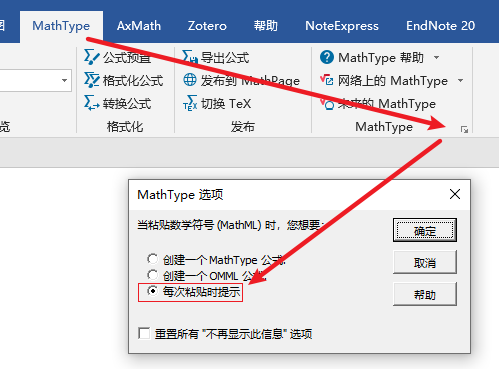 图 MathType AxMath Zotero 帮助 NoteExpress EndNote 20
公式预置 导出公式 MathType 帮助
格式化公式 发布到 MathPage 网络上的 MathType
转换公式 切换 TeX 未来的 MathType
览 格式化 发布 MathType
MathType 选项
当粘贴数学符号 (MathML) 时，您想要:
确定
创建一个 MathType 公式.
取消
创建一个 OMML 公式.
每次粘贴时提示
帮助
重置所有 "不再显示此信息" 选项